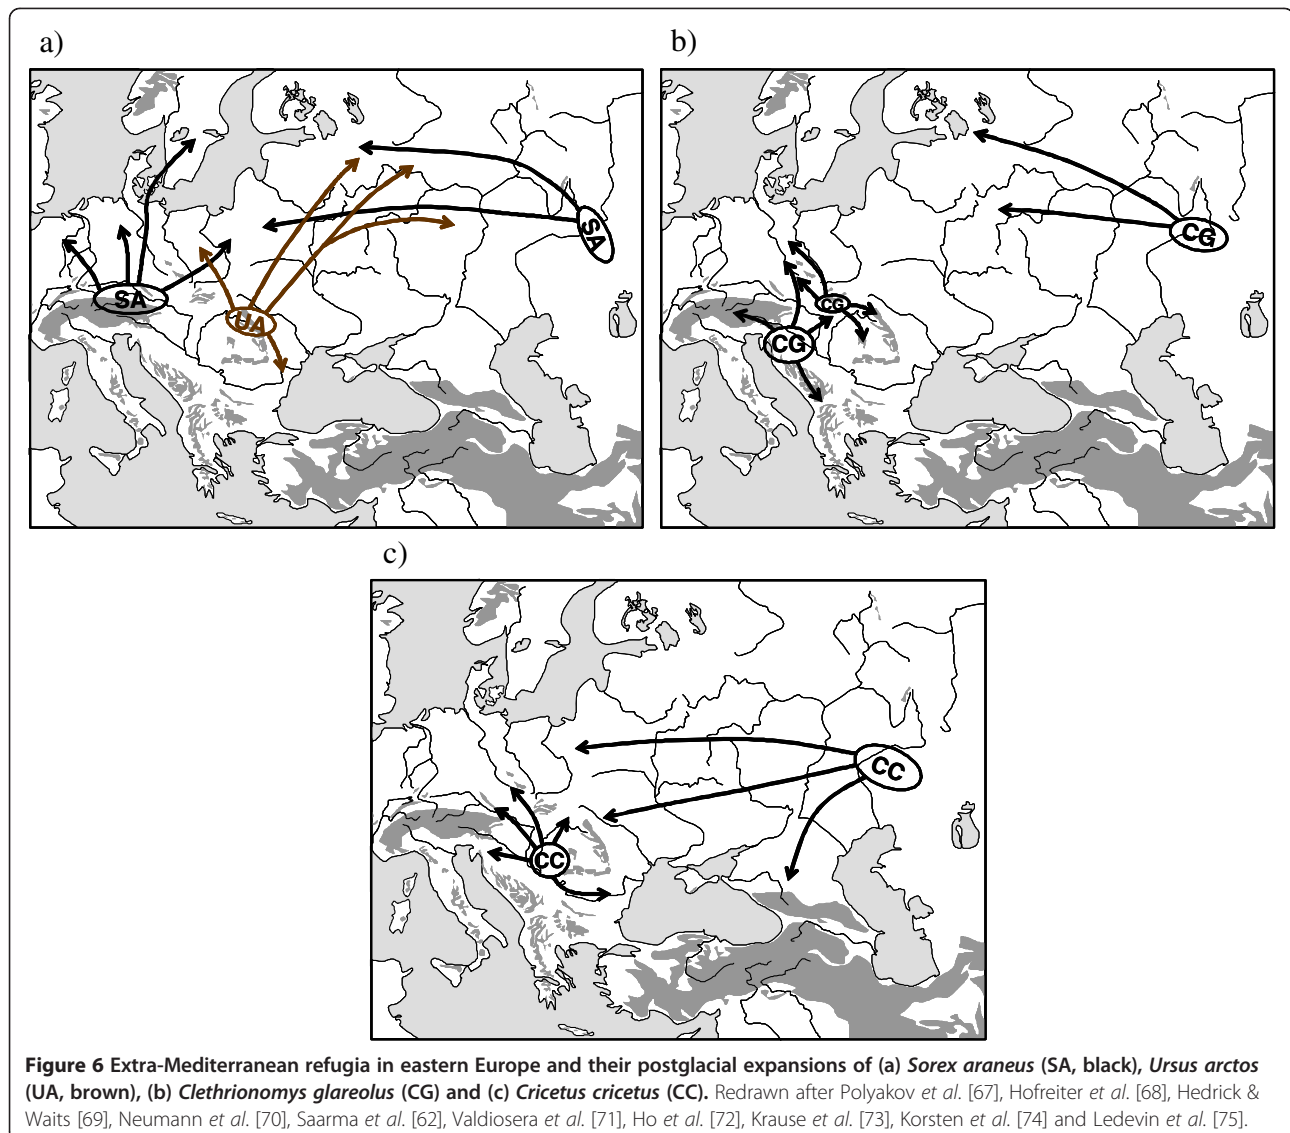 a)
b)
SA
SA
UA
CG
CG
CG
c)
CC
CC
Figure 6 Extra-Mediterranean refugia in eastern Europe and their postglacial expansions of (a) Sorex araneus (SA, black), Ursus arctos
(UA, brown), (b) Clethrionomys glareolus (CG) and (c) Cricetus cricetus (CC). Redrawn after Polyakov et al. [67], Hofreiter et al. [68], Hedrick &
Waits [69], Neumann et al. [70], Saarma et al. [62], Valdiosera et al. [71], Ho et al. [72], Krause et al. [73], Korsten et al. [74] and Ledevin et al. [75].